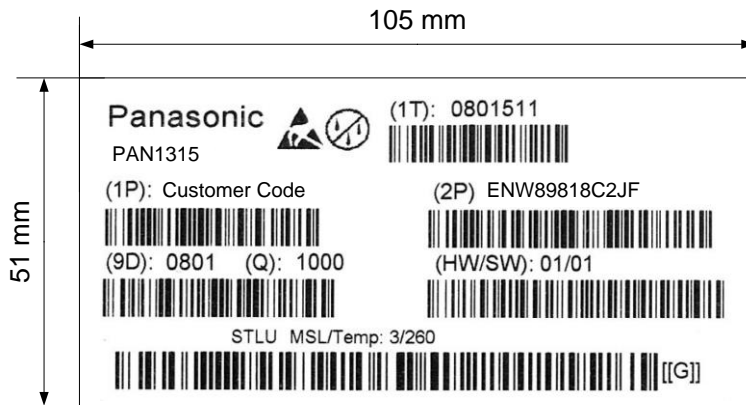 105 mm
51 mm
Panasonic
PAN1315
(1T): 0801511
(1P): Customer Code
(2P) ENW89818C2JF
(9D): 0801 (Q): 1000
(HW/SW): 01/01
STLU MSL/Temp: 3/260
[[G]]